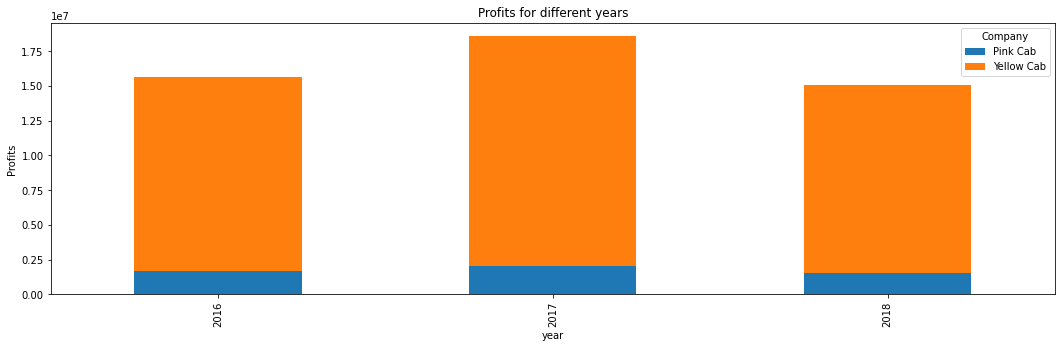 Profits for different years
1e7
1.75
1.50
1.25
1.00
0.75
0.50
0.25
0.00
Profits
Company
Pink Cab
Yellow Cab
2016
2017
2018
year